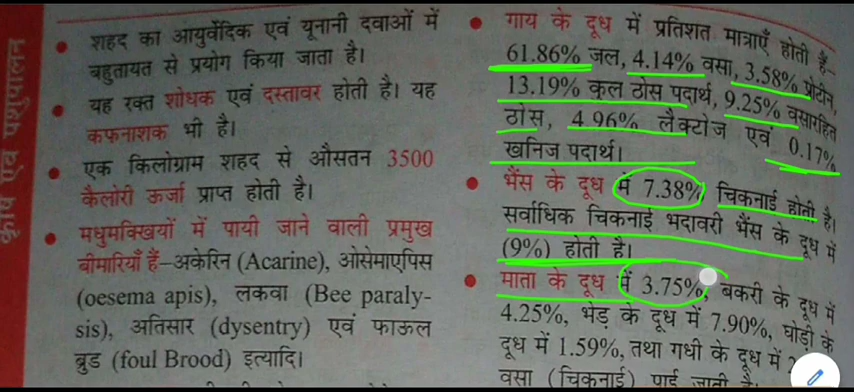 कृषि एवं पशुपालन
शहद का आयुर्वेदिक एवं यूनानी दवाओं में
बहुतायत से प्रयोग किया जाता है।
यह रक्त शोधक एवं दस्तावर होती है। यह
कफनाशक भी है।
एक किलोग्राम शहद से औसतन 3500
कैलोरी ऊर्जा प्राप्त होती है।
मधुमक्खियों में पायी जाने वाली प्रमुख
बीमारियाँ हैं–अकेरिन (Acarine), ओसेमाएपिस
(oesema apis), लकवा (Bee paraly-
sis), अतिसार (dysentry) एवं फाऊल
ब्रुड (foul Brood) इत्यादि।
गाय के दूध में प्रतिशत मात्राएँ होती हैं–
61.86% जल, 4.14% वसा, 3.58% प्रोटीन,
13.19% कुल ठोस पदार्थ, 9.25% वसारहित
ठोस, 4.96% लैक्टोज एवं 0.17%
खनिज पदार्थ।
भैंस के दूध में 7.38% चिकनाई होती है।
सर्वाधिक चिकनाई भदावरी भैंस के दूध में
(9%) होती है।
माता के दूध में 3.75%, बकरी के दूध में
4.25%, भेड़ के दूध में 7.90%, घोड़ी के
दूध में 1.59%, तथा गधी के दूध में
वसा (चिकनाई) पाई जाती है